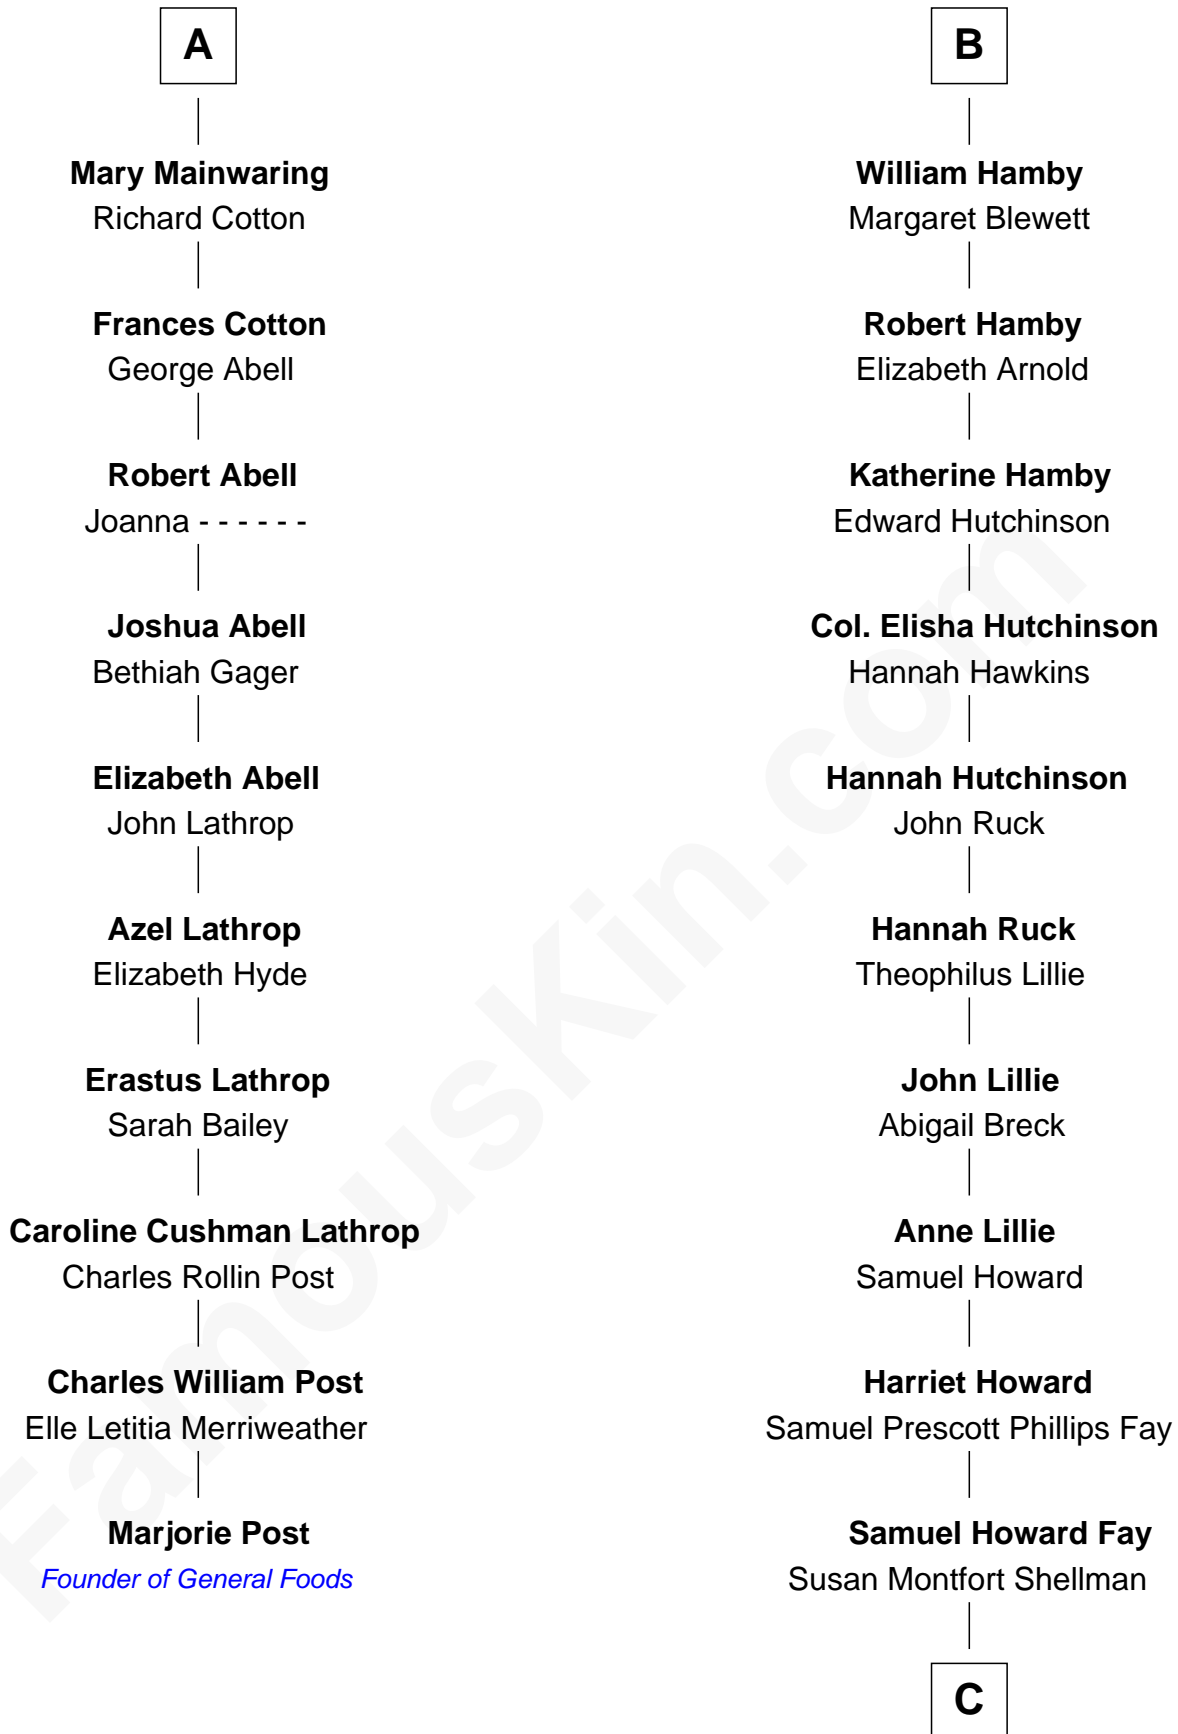 A
Mary Mainwaring
Richard Cotton
Frances Cotton
George Abell
Robert Abell
Joanna - - - - - -
Joshua Abell
Bethiah Gager
Elizabeth Abell
John Lathrop
Azel Lathrop
Elizabeth Hyde
Erastus Lathrop
Sarah Bailey
Caroline Cushman Lathrop
Charles Rollin Post
Charles William Post
Elle Letitia Merriweather
Marjorie Post
Founder of General Foods
B
William Hamby
Margaret Blewett
Robert Hamby
Elizabeth Arnold
Katherine Hamby
Edward Hutchinson
Col. Elisha Hutchinson
Hannah Hawkins
Hannah Hutchinson
John Ruck
Hannah Ruck
Theophilus Lillie
John Lillie
Abigail Breck
Anne Lillie
Samuel Howard
Harriet Howard
Samuel Prescott Phillips Fay
Samuel Howard Fay
Susan Montfort Shellman
C
FamousKin.com